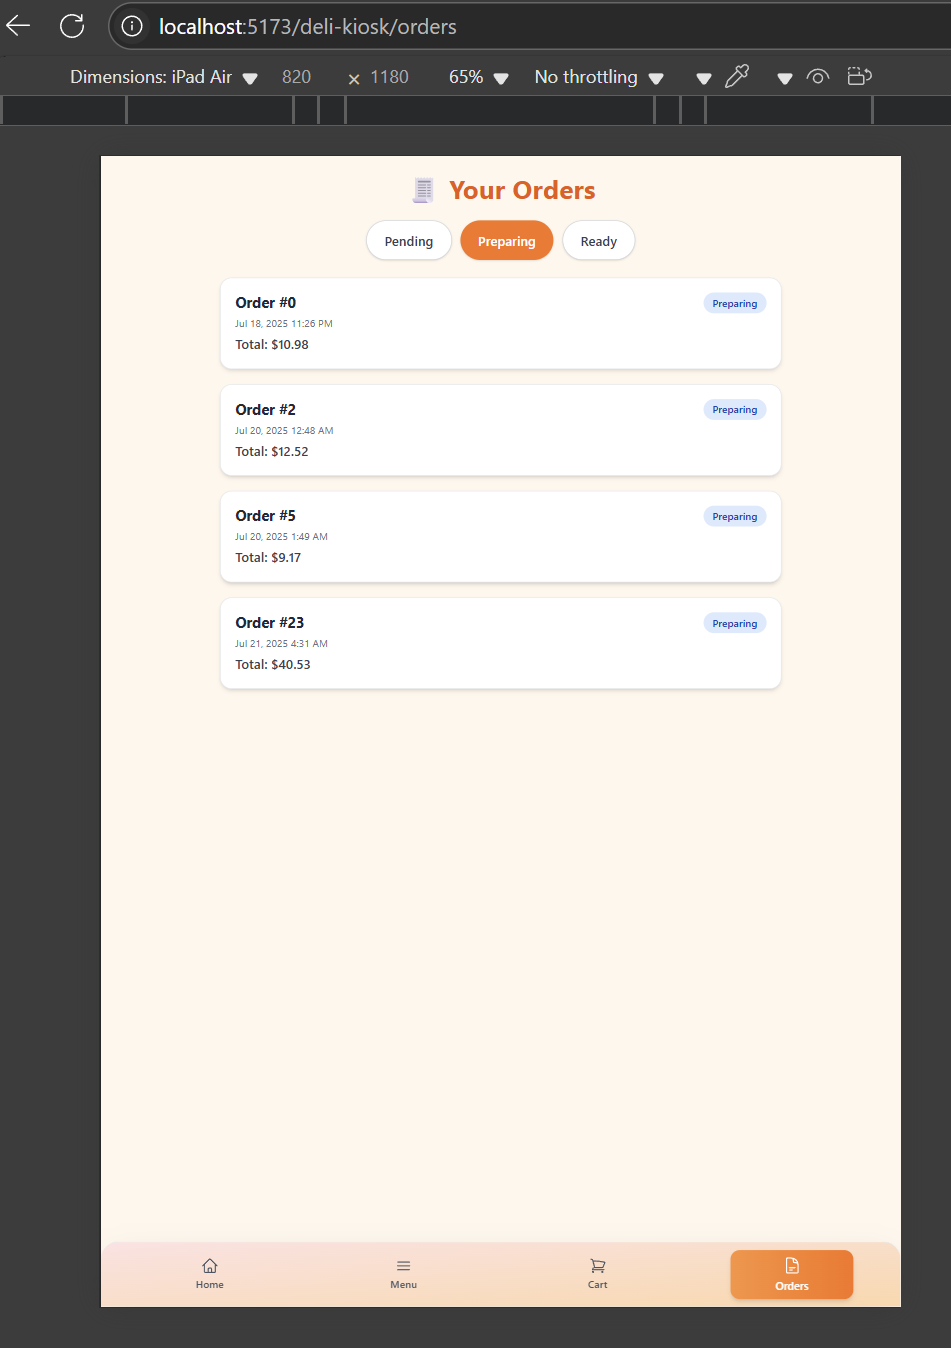 localhost:5173/deli-kiosk/orders
Dimensions: iPad Air 820 × 1180 65% No throttling
Your Orders
Pending Preparing Ready
Order #0 Preparing
Jul 18, 2025 11:26 PM
Total: $10.98
Order #2 Preparing
Jul 20, 2025 12:48 AM
Total: $12.52
Order #5 Preparing
Jul 20, 2025 1:49 AM
Total: $9.17
Order #23 Preparing
Jul 21, 2025 4:31 AM
Total: $40.53
Home Menu Cart Orders